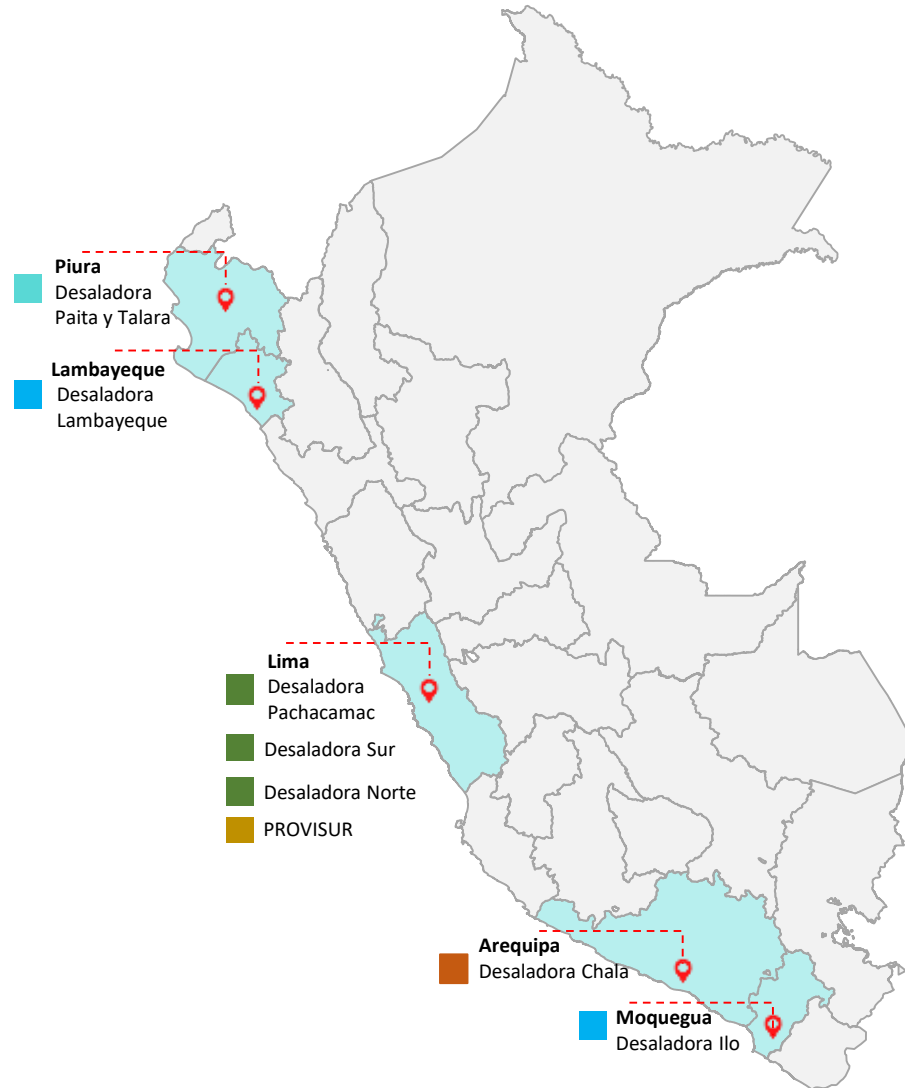 Piura
Desaladora
Paita y Talara
Lambayeque
Desaladora
Lambayeque
Lima
Desaladora
Pachacamac
Desaladora Sur
Desaladora Norte
PROVISUR
Arequipa
Desaladora Chala
Moquegua
Desaladora Ilo